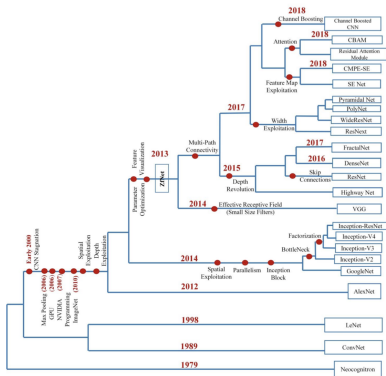 2018
Channel Boosting
Channel Boosted
CNN
2018
Attention
CBAM
Residual Attention
Module
2018
CMPE-SE
Feature Map
Exploitation
SE Net
2017
Width
Exploitation
Pyramidal Net
PolyNet
WideResNet
ResNext
Multi-Path
Connectivity
2017
FractalNet
2016
DenseNet
2015
Depth
Revolution
Skip
Connections
ResNet
Highway Net
2013
Feature
Visualization
Parameter
Optimization
ZfNet
2014
Effective Receptive Field
(Small Size Filters)
VGG
Factorization
Inception-ResNet
Inception-V4
Inception-V3
BottleNeck
Inception-V2
GoogleNet
2014
Spatial
Exploitation
Parallelism
Inception
Block
2012
AlexNet
Early 2000
CNN Stagnation
Max Pooling (2006)
GPU
(2006)
NVIDIA
(2007)
Programming
ImageNet
(2010)
Spatial
Exploitation
Depth
Exploitation
1998
LeNet
1989
ConvNet
1979
Neocognitron